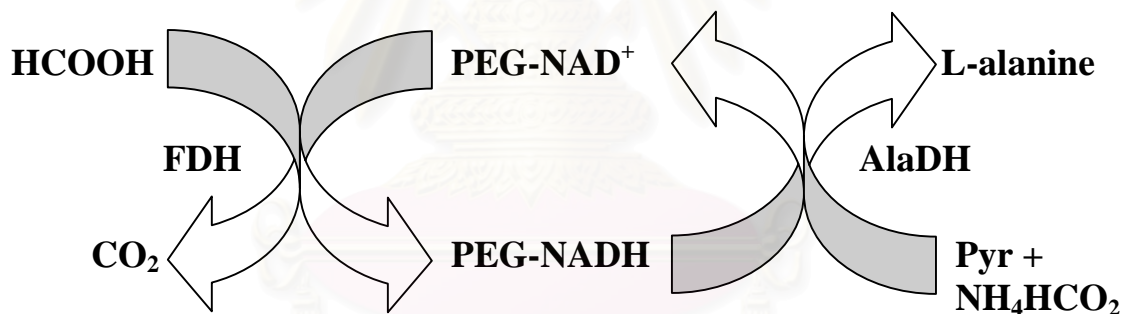 HCOOH PEG-NAD⁺ L-alanine
FDH AlaDH
CO₂ PEG-NADH Pyr +
NH₄HCO₂